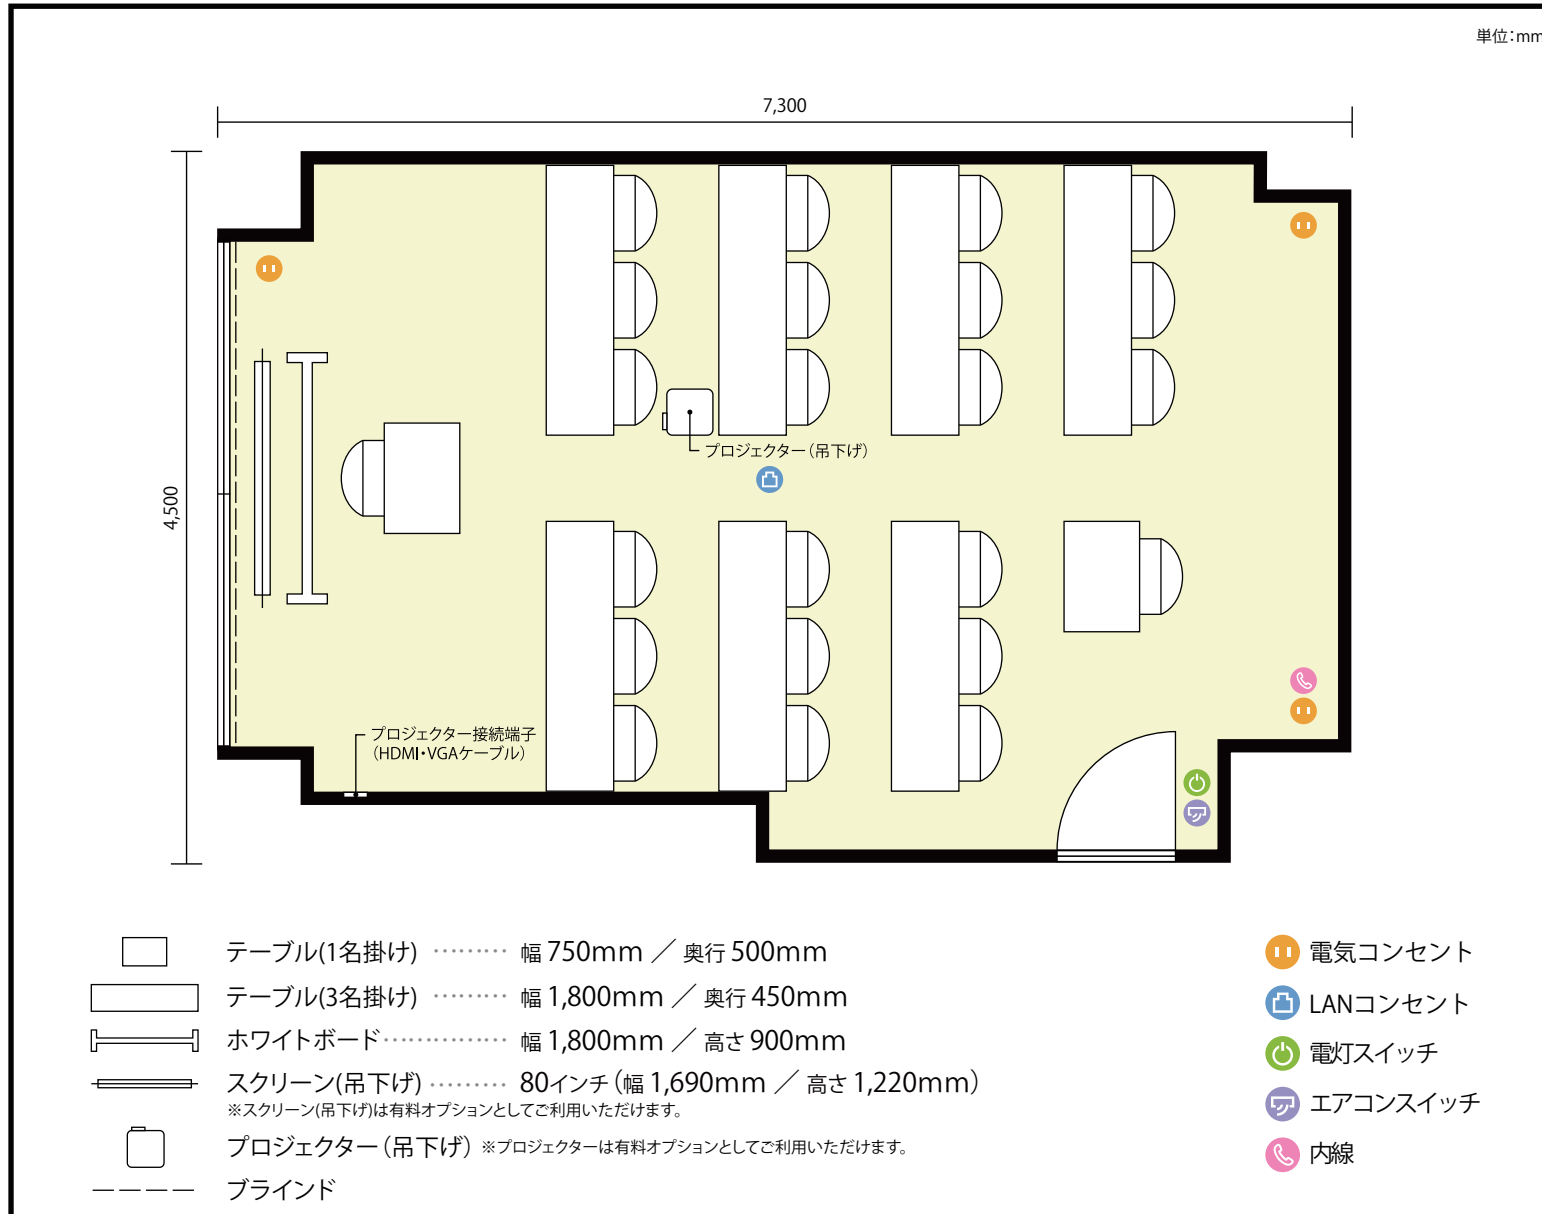 単位：mm
7,300
4,500
プロジェクター（吊下げ）
プロジェクター接続端子
（HDMI・VGAケーブル）
テーブル(1名掛け) ……… 幅 750mm ／ 奥行 500mm
テーブル(3名掛け) ……… 幅 1,800mm ／ 奥行 450mm
ホワイトボード …………… 幅 1,800mm ／ 高さ 900mm
スクリーン(吊下げ) ……… 80インチ（幅 1,690mm ／ 高さ 1,220mm）
※スクリーン(吊下げ)は有料オプションとしてご利用いただけます。
プロジェクター（吊下げ） ※プロジェクターは有料オプションとしてご利用いただけます。
ブラインド
電気コンセント
LANコンセント
電灯スイッチ
エアコンスイッチ
内線